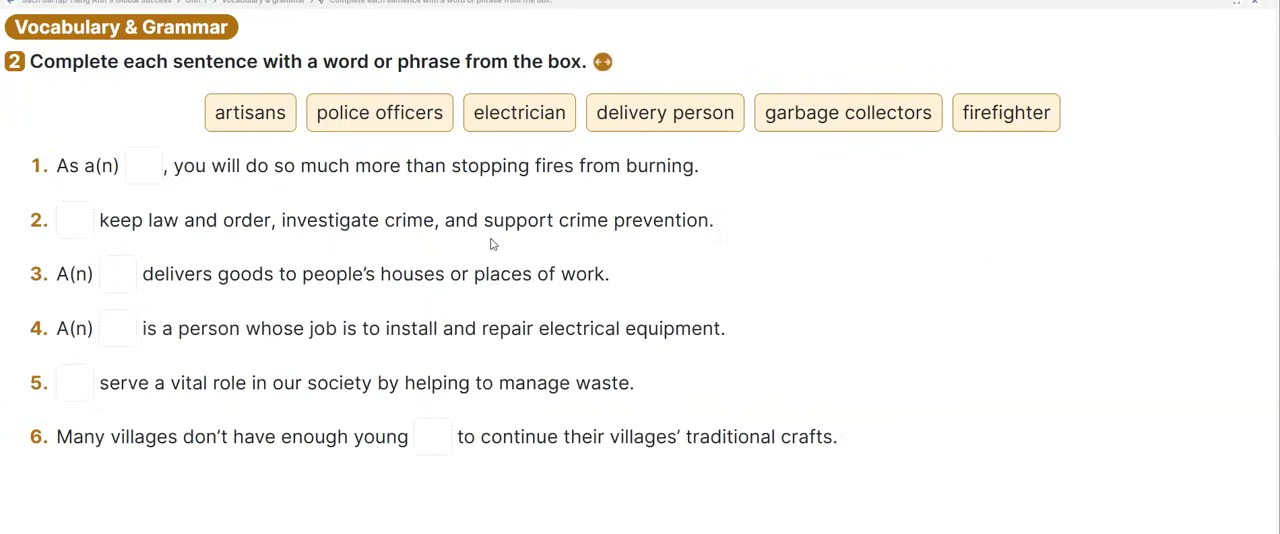 Vocabulary & Grammar
2 Complete each sentence with a word or phrase from the box.
artisans police officers electrician delivery person garbage collectors firefighter
1. As a(n) , you will do so much more than stopping fires from burning.
2. keep law and order, investigate crime, and support crime prevention.
3. A(n) delivers goods to people’s houses or places of work.
4. A(n) is a person whose job is to install and repair electrical equipment.
5. serve a vital role in our society by helping to manage waste.
6. Many villages don’t have enough young to continue their villages’ traditional crafts.